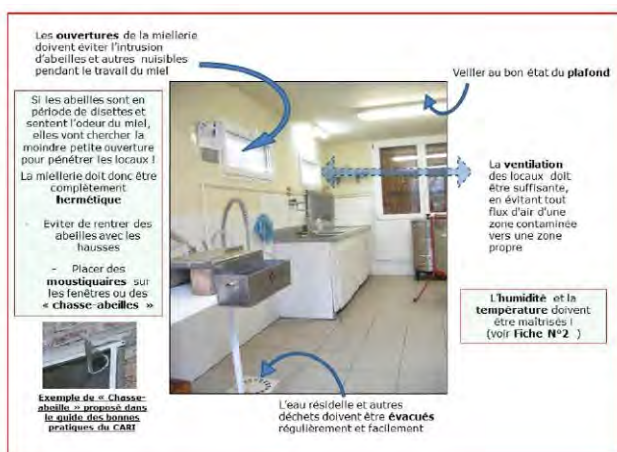 Les ouvertures de la miellerie
doivent éviter l'intrusion
d'abeilles et autres nuisibles
pendant le travail du miel
Veiller au bon état du plafond
Si les abeilles sont en
période de disettes et
sentent l'odeur du miel,
elles vont chercher la
moindre petite ouverture
pour pénétrer les locaux !
La miellerie doit donc être
complètement
hermétique
- Eviter de rentrer des
abeilles avec les
hausses
- Placer des
moustiquaires sur
les fenêtres ou des
« chasse-abeilles »
La ventilation
des locaux doit
être suffisante,
en évitant tout
flux d'air d'une
zone contaminée
vers une zone
propre
L'humidité et la
température doivent
être maîtrisés !
(voir Fiche N°2 )
Exemple de « Chasse-
abeille » proposé dans
le guide des bonnes
pratiques du CARI
L'eau résidelle et autres
déchets doivent être évacués
régulièrement et facilement